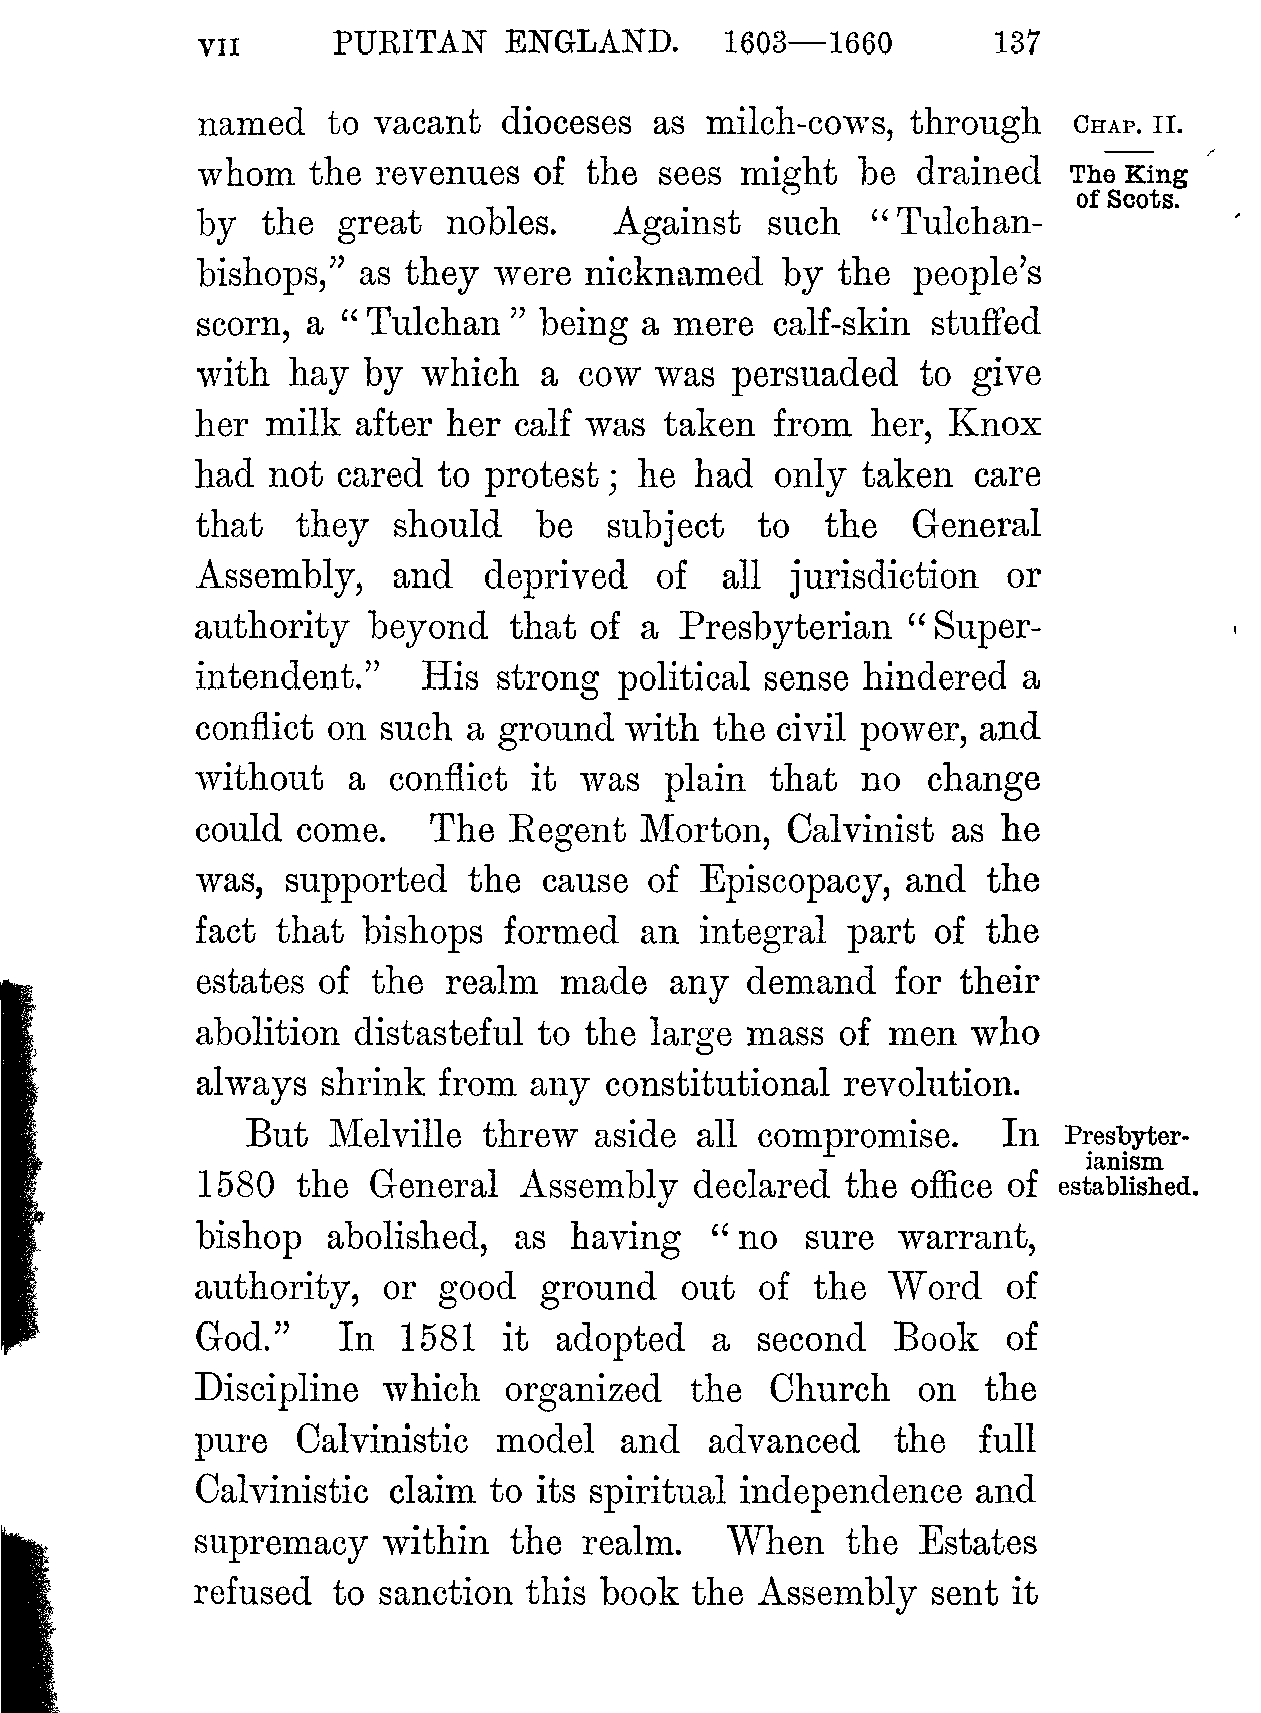 VII PURITAN ENGLAND. 1603—1660 137
named to vacant dioceses as milch-cows, through
whom the revenues of the sees might be drained
by the great nobles. Against such “Tulchan-
bishops,” as they were nicknamed by the people’s
scorn, a “Tulchan” being a mere calf-skin stuffed
with hay by which a cow was persuaded to give
her milk after her calf was taken from her, Knox
had not cared to protest; he had only taken care
that they should be subject to the General
Assembly, and deprived of all jurisdiction or
authority beyond that of a Presbyterian “Super-
intendent.” His strong political sense hindered a
conflict on such a ground with the civil power, and
without a conflict it was plain that no change
could come. The Regent Morton, Calvinist as he
was, supported the cause of Episcopacy, and the
fact that bishops formed an integral part of the
estates of the realm made any demand for their
abolition distasteful to the large mass of men who
always shrink from any constitutional revolution.
But Melville threw aside all compromise. In
1580 the General Assembly declared the office of
bishop abolished, as having “no sure warrant,
authority, or good ground out of the Word of
God.” In 1581 it adopted a second Book of
Discipline which organized the Church on the
pure Calvinistic model and advanced the full
Calvinistic claim to its spiritual independence and
supremacy within the realm. When the Estates
refused to sanction this book the Assembly sent it
CHAP. II.
The King
of Scots.
Presbyter-
ianism
established.